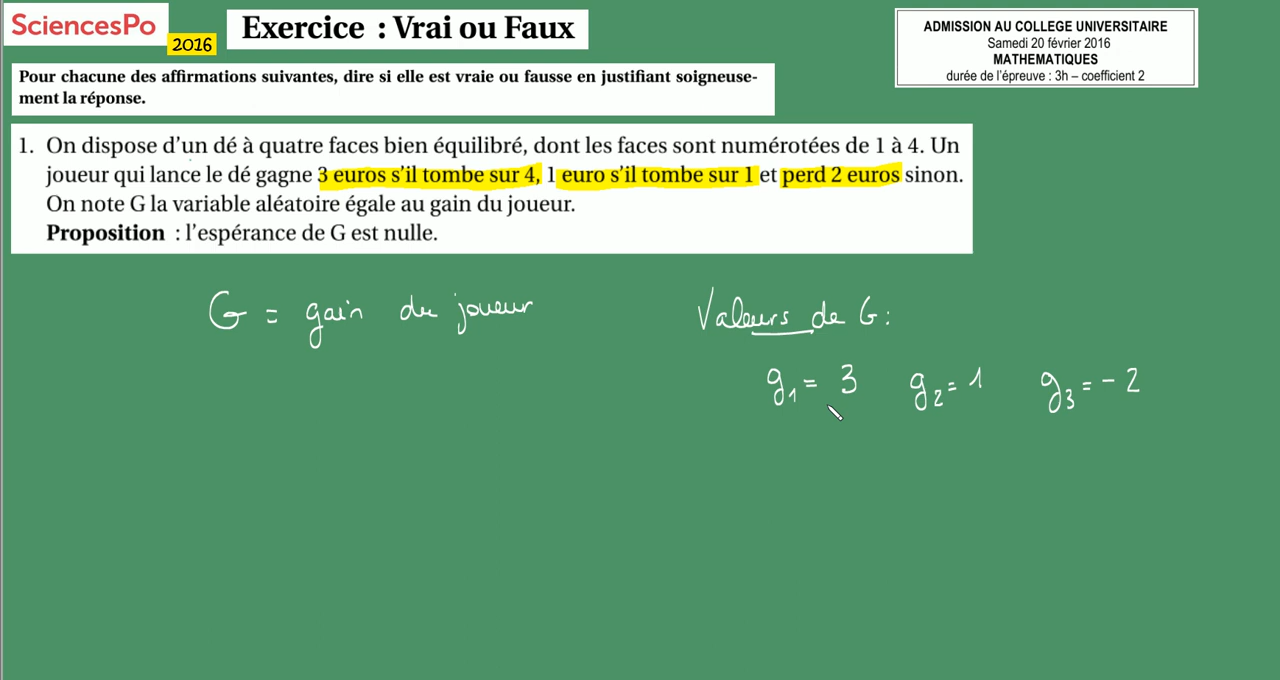 SciencesPo
2016
Exercice : Vrai ou Faux
ADMISSION AU COLLEGE UNIVERSITAIRE
Samedi 20 février 2016
MATHEMATIQUES
durée de l'épreuve : 3h – coefficient 2
Pour chacune des affirmations suivantes, dire si elle est vraie ou fausse en justifiant soigneuse-
ment la réponse.
1. On dispose d'un dé à quatre faces bien équilibré, dont les faces sont numérotées de 1 à 4. Un
joueur qui lance le dé gagne 3 euros s'il tombe sur 4, 1 euro s'il tombe sur 1 et perd 2 euros sinon.
On note G la variable aléatoire égale au gain du joueur.
Proposition : l'espérance de G est nulle.
G = gain du joueur
Valeurs de G :
g₁ = 3 g₂ = 1 g₃ = - 2